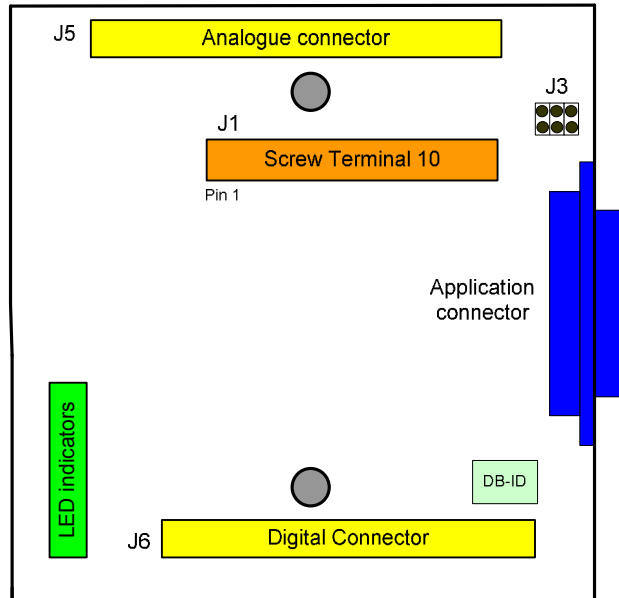 J5
Analogue connector
J3
J1
Screw Terminal 10
Pin 1
Application
connector
LED indicators
DB-ID
J6
Digital Connector